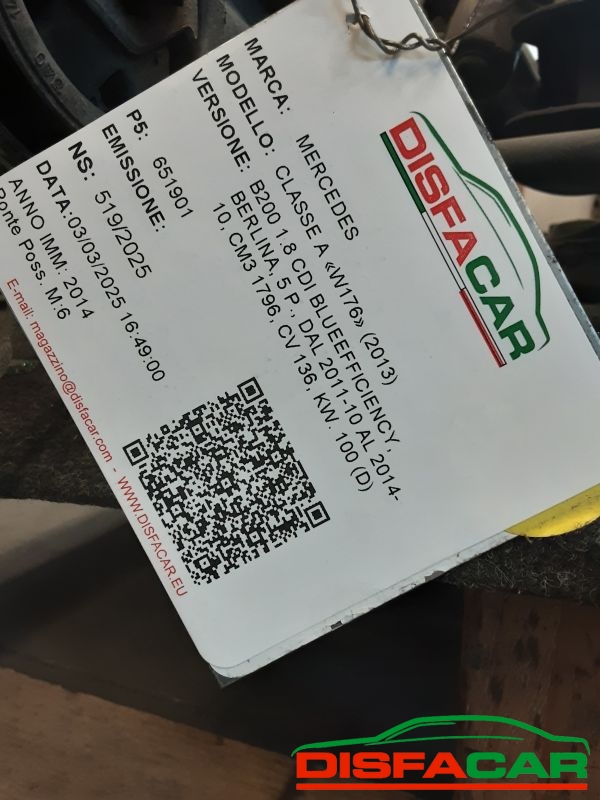 DISFACAR
MARCA: MERCEDES
MODELLO: CLASSE A «W176» (2013)
VERSIONE: B200 1.8 CDI BLUEEFFICIENCY,
BERLINA, 5 P., DAL 2011-10 AL 2014-
10, CM3 1796, CV 136, KW. 100 (D)
P5: 651901
EMISSIONE:
NS: 519/2025
DATA:03/03/2025 16:49:00
ANNO IMM: 2014
Ponte Poss. M:6
E-mail: magazzino@disfacar.com - WWW.DISFACAR.EU
DISFACAR